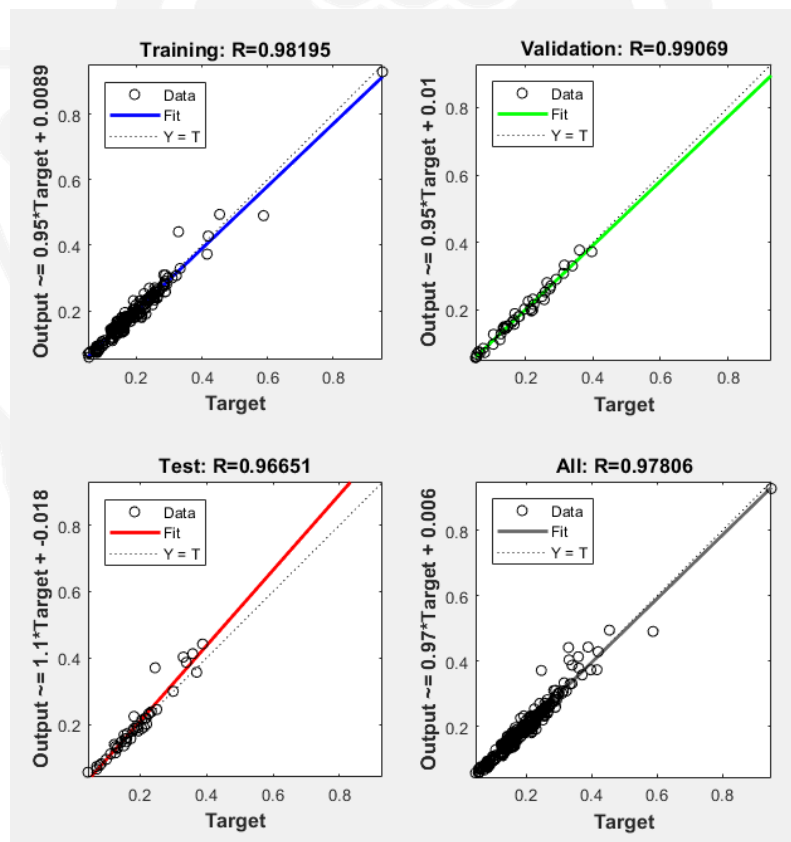 Training: R=0.98195
Output ~= 0.95*Target + 0.0089
Data
Fit
Y = T
0.8
0.6
0.4
0.2
0.2
0.4
0.6
0.8
Target
Validation: R=0.99069
Output ~= 0.95*Target + 0.01
Data
Fit
Y = T
0.8
0.6
0.4
0.2
0.2
0.4
0.6
0.8
Target
Test: R=0.96651
Output ~= 1.1*Target + -0.018
Data
Fit
Y = T
0.8
0.6
0.4
0.2
0.2
0.4
0.6
0.8
Target
All: R=0.97806
Output ~= 0.97*Target + 0.006
Data
Fit
Y = T
0.8
0.6
0.4
0.2
0.2
0.4
0.6
0.8
Target